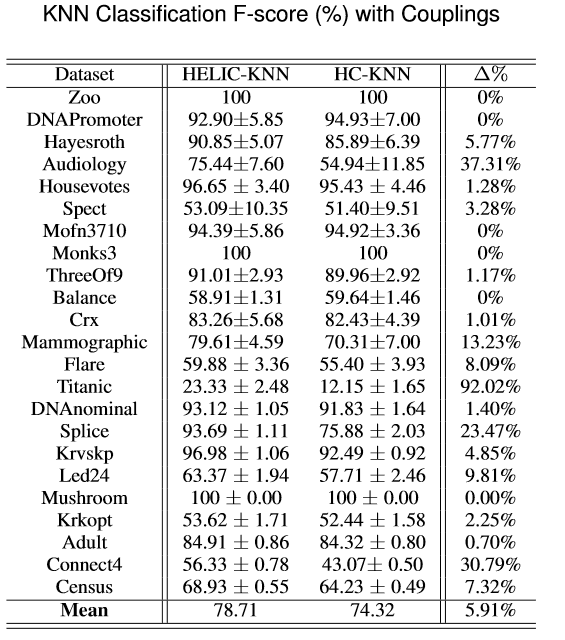 KNN Classification F-score (%) with Couplings
Dataset HELIC-KNN HC-KNN Δ%
Zoo 100 100 0%
DNAPromoter 92.90±5.85 94.93±7.00 0%
Hayesroth 90.85±5.07 85.89±6.39 5.77%
Audiology 75.44±7.60 54.94±11.85 37.31%
Housevotes 96.65 ± 3.40 95.43 ± 4.46 1.28%
Spect 53.09±10.35 51.40±9.51 3.28%
Mofn3710 94.39±5.86 94.92±3.36 0%
Monks3 100 100 0%
ThreeOf9 91.01±2.93 89.96±2.92 1.17%
Balance 58.91±1.31 59.64±1.46 0%
Crx 83.26±5.68 82.43±4.39 1.01%
Mammographic 79.61±4.59 70.31±7.00 13.23%
Flare 59.88 ± 3.36 55.40 ± 3.93 8.09%
Titanic 23.33 ± 2.48 12.15 ± 1.65 92.02%
DNAnominal 93.12 ± 1.05 91.83 ± 1.64 1.40%
Splice 93.69 ± 1.11 75.88 ± 2.03 23.47%
Krvskp 96.98 ± 1.06 92.49 ± 0.92 4.85%
Led24 63.37 ± 1.94 57.71 ± 2.46 9.81%
Mushroom 100 ± 0.00 100 ± 0.00 0.00%
Krkopt 53.62 ± 1.71 52.44 ± 1.58 2.25%
Adult 84.91 ± 0.86 84.32 ± 0.80 0.70%
Connect4 56.33 ± 0.78 43.07± 0.50 30.79%
Census 68.93 ± 0.55 64.23 ± 0.49 7.32%
Mean 78.71 74.32 5.91%